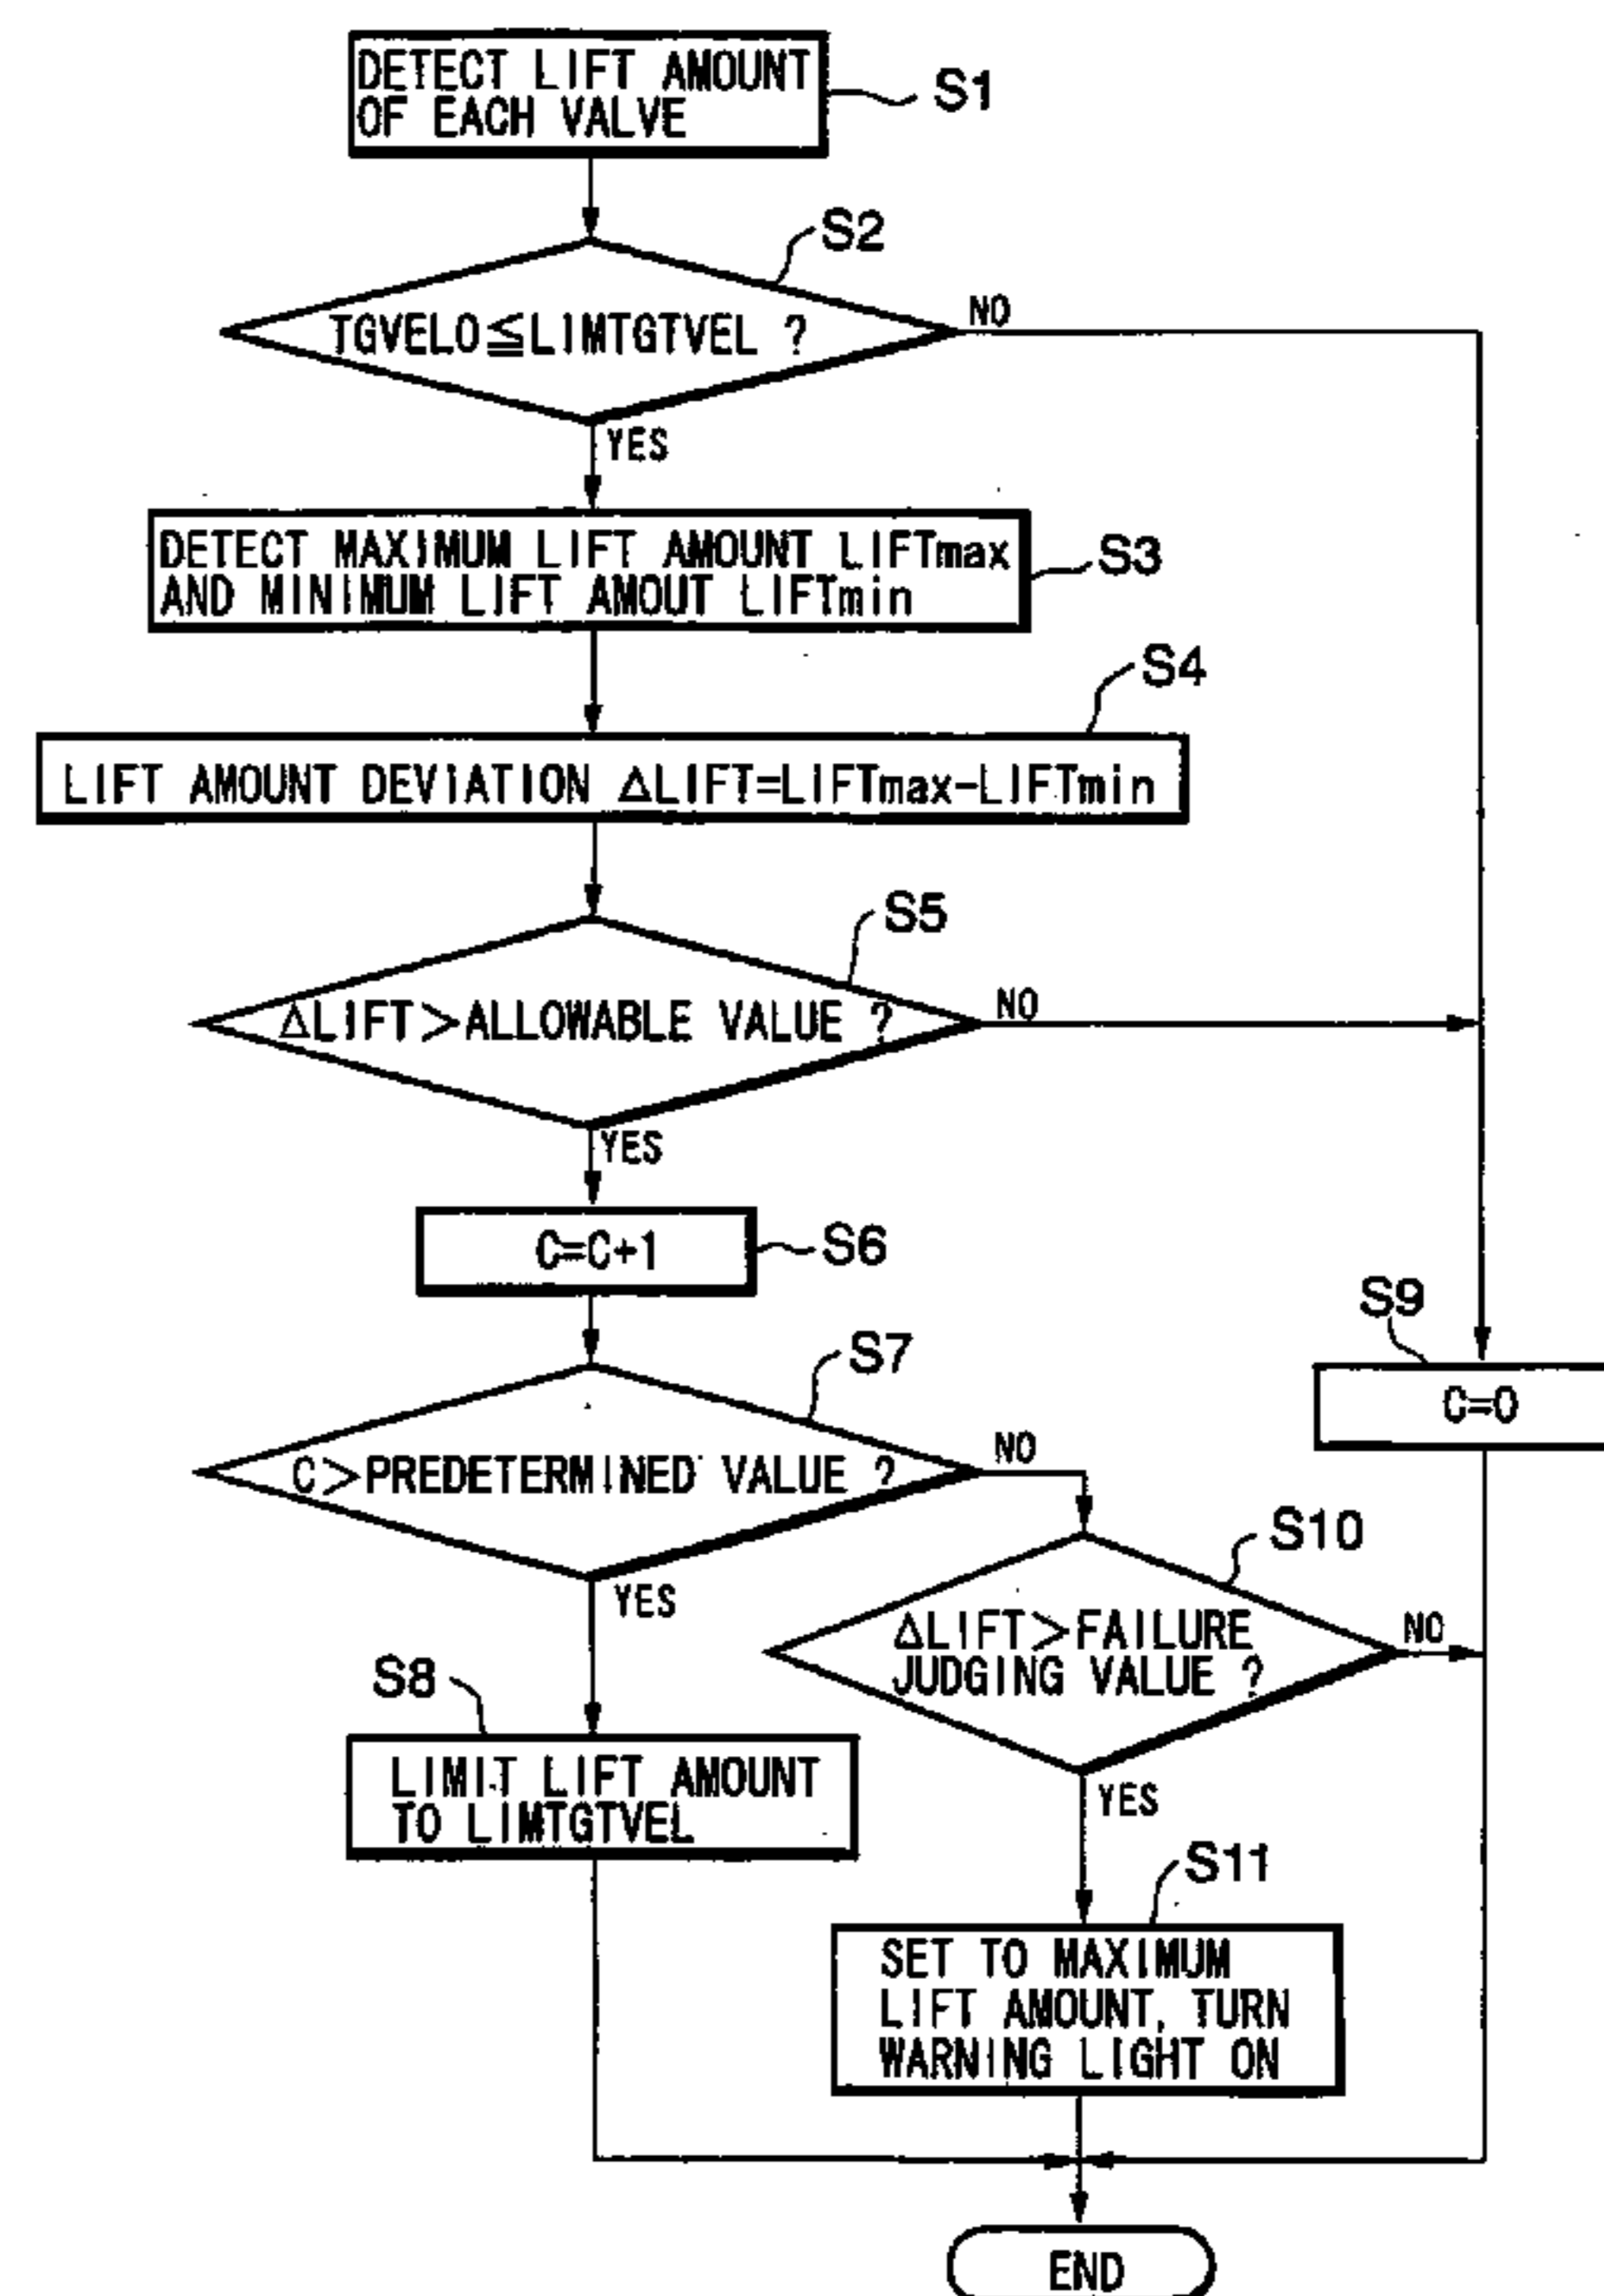 DETECT LIFT AMOUNT
OF EACH VALVE
S1
S2
TGVEL0≦LIMTGTVEL ?
NO
YES
DETECT MAXIMUM LIFT AMOUNT LIFTmax
AND MINIMUM LIFT AMOUT LIFTmin
S3
S4
LIFT AMOUNT DEVIATION ΔLIFT=LIFTmax-LIFTmin
S5
ΔLIFT>ALLOWABLE VALUE ?
NO
YES
C=C+1
S6
S7
S9
C=0
C>PREDETERMINED VALUE ?
NO
YES
S10
ΔLIFT>FAILURE
JUDGING VALUE ?
NO
YES
S8
LIMIT LIFT AMOUNT
TO LIMTGTVEL
S11
SET TO MAXIMUM
LIFT AMOUNT, TURN
WARNING LIGHT ON
END